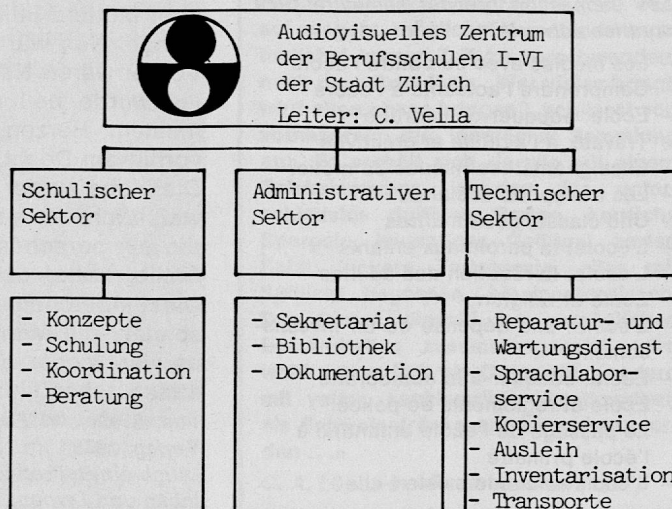 Audiovisuelles Zentrum
der Berufsschulen I-VI
der Stadt Zürich
Leiter: C. Vella
Schulischer
Sektor
Administrativer
Sektor
Technischer
Sektor
- Konzepte
- Schulung
- Koordination
- Beratung
- Sekretariat
- Bibliothek
- Dokumentation
- Reparatur- und
Wartungsdienst
- Sprachlabor-
service
- Kopierservice
- Ausleih
- Inventarisation
- Transporte